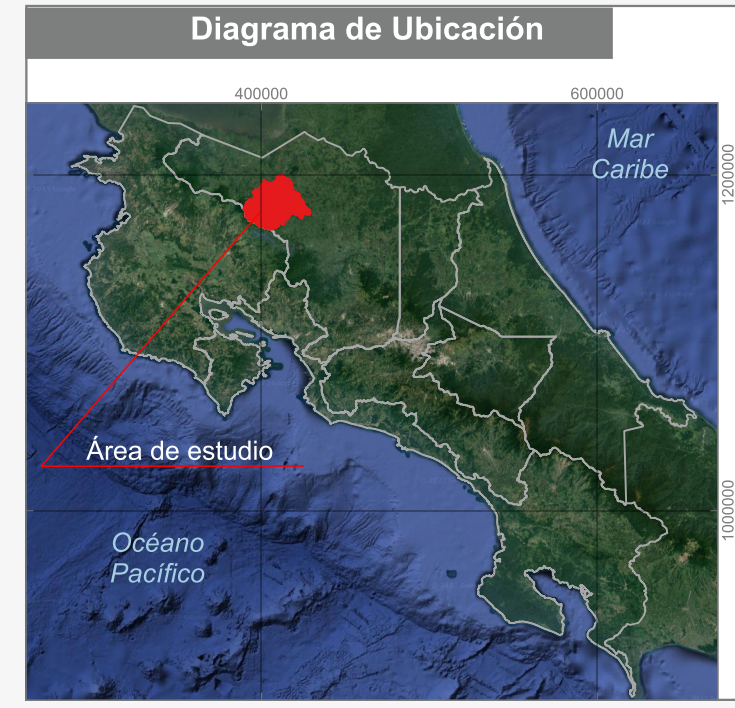 Diagrama de Ubicación
400000
600000
Mar
Caribe
1200000
Área de estudio
1000000
Océano
Pacífico